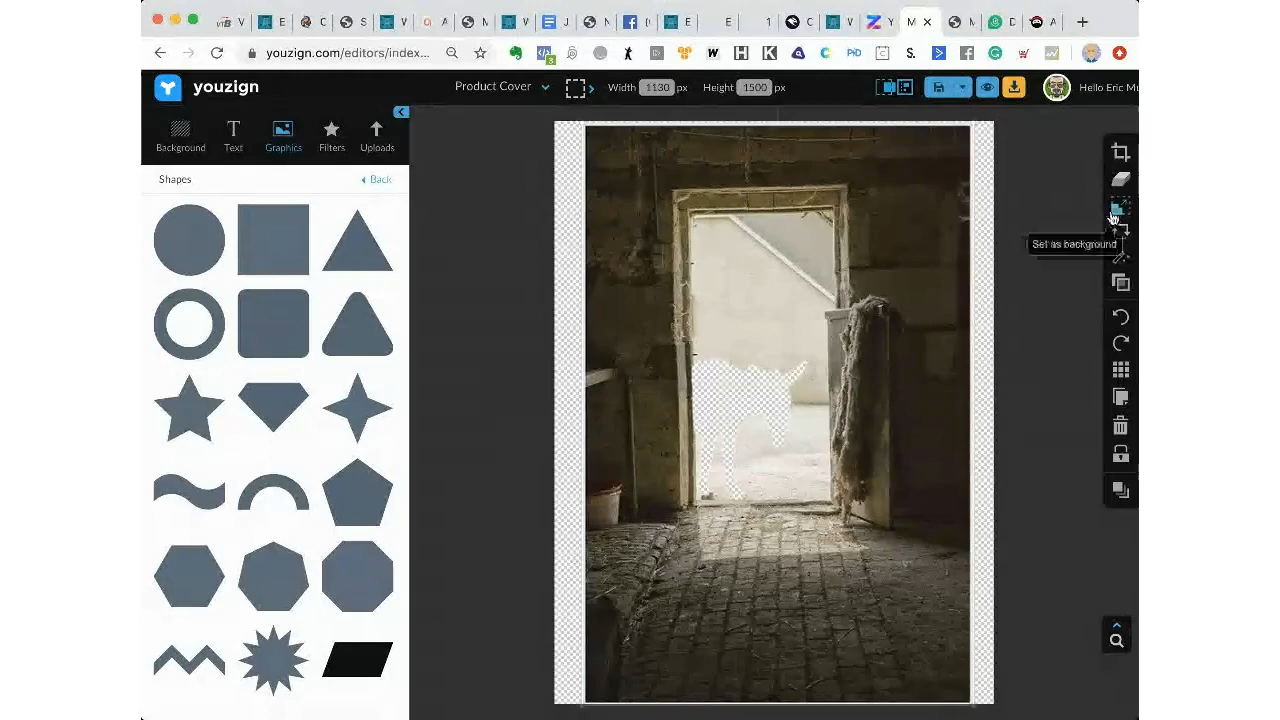 youzign.com/editors/index...
youzign
Product Cover
Width 1130 px
Height 1500 px
Hello Eric Mu
Background
Text
Graphics
Filters
Uploads
Shapes
Back
Set as background